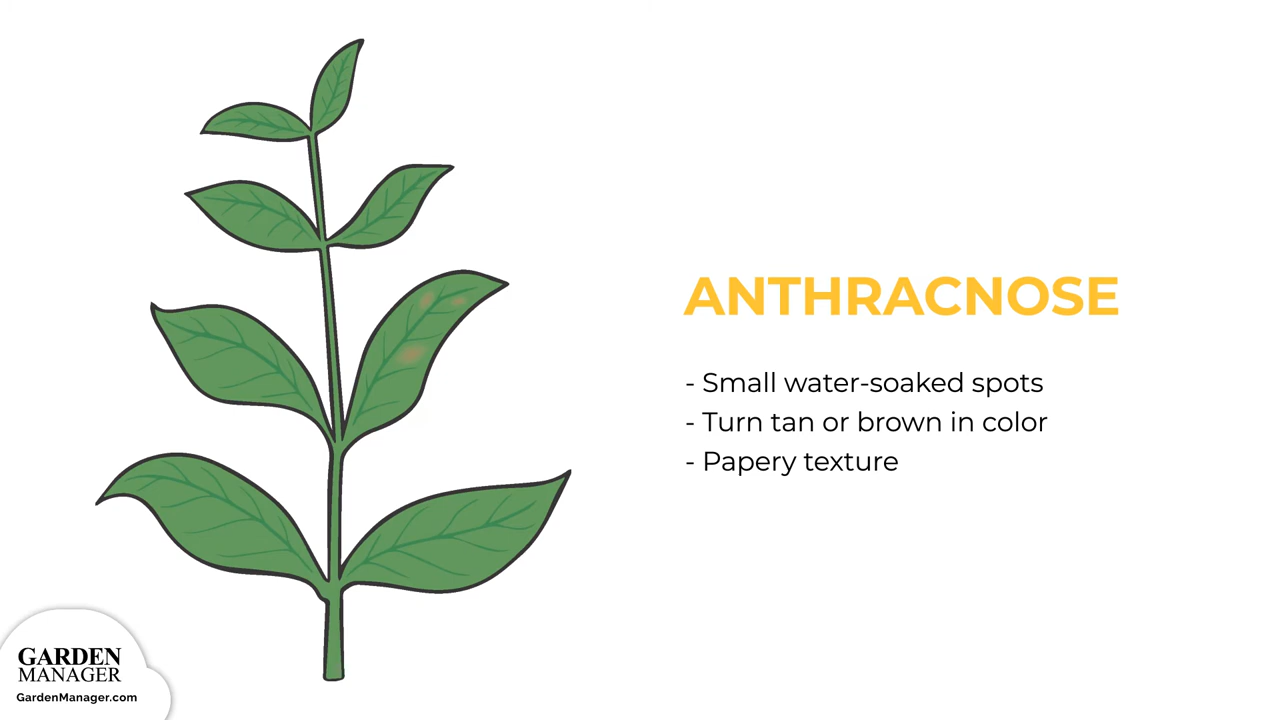 ANTHRACNOSE
- Small water-soaked spots
- Turn tan or brown in color
- Papery texture
GARDEN
MANAGER
GardenManager.com